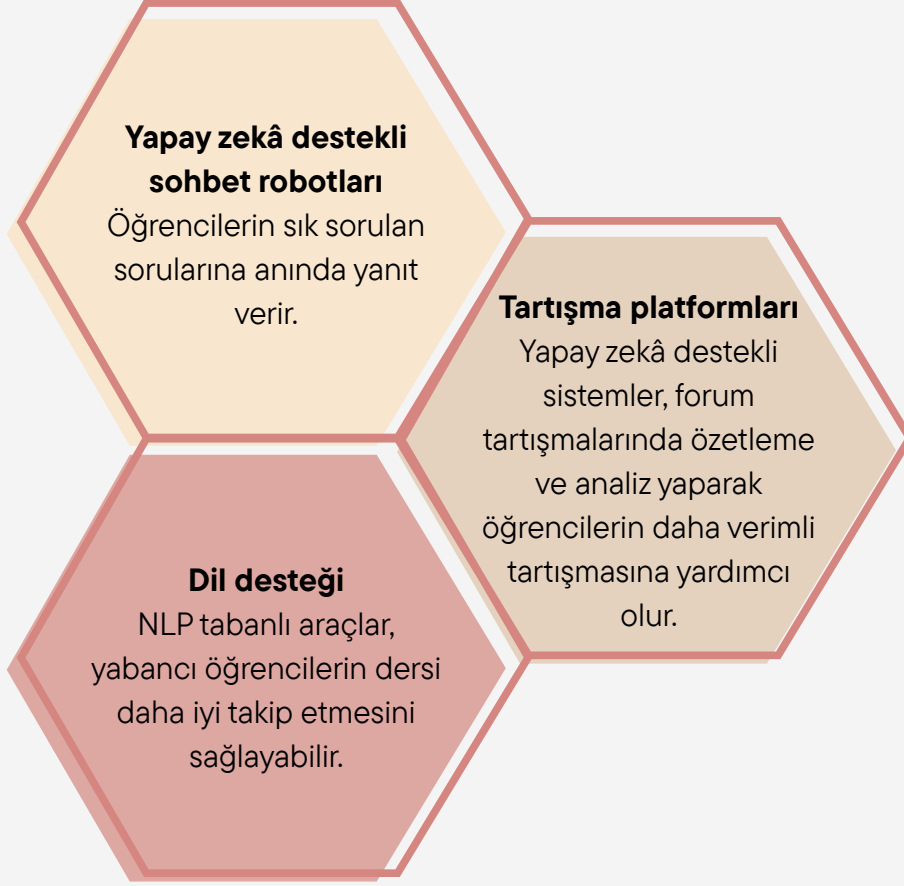 Yapay zekâ destekli
sohbet robotları
Öğrencilerin sık sorulan
sorularına anında yanıt
verir.
Tartışma platformları
Yapay zekâ destekli
sistemler, forum
tartışmalarında özetleme
ve analiz yaparak
öğrencilerin daha verimli
tartışmasına yardımcı
olur.
Dil desteği
NLP tabanlı araçlar,
yabancı öğrencilerin dersi
daha iyi takip etmesini
sağlayabilir.